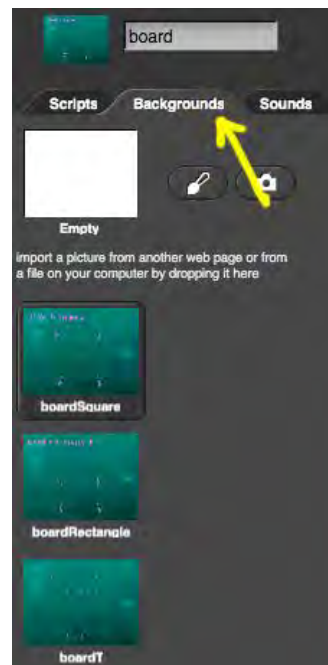 board
Scripts Backgrounds Sounds
Empty
import a picture from another web page or from
a file on your computer by dropping it here
boardSquare
boardRectangle
boardT